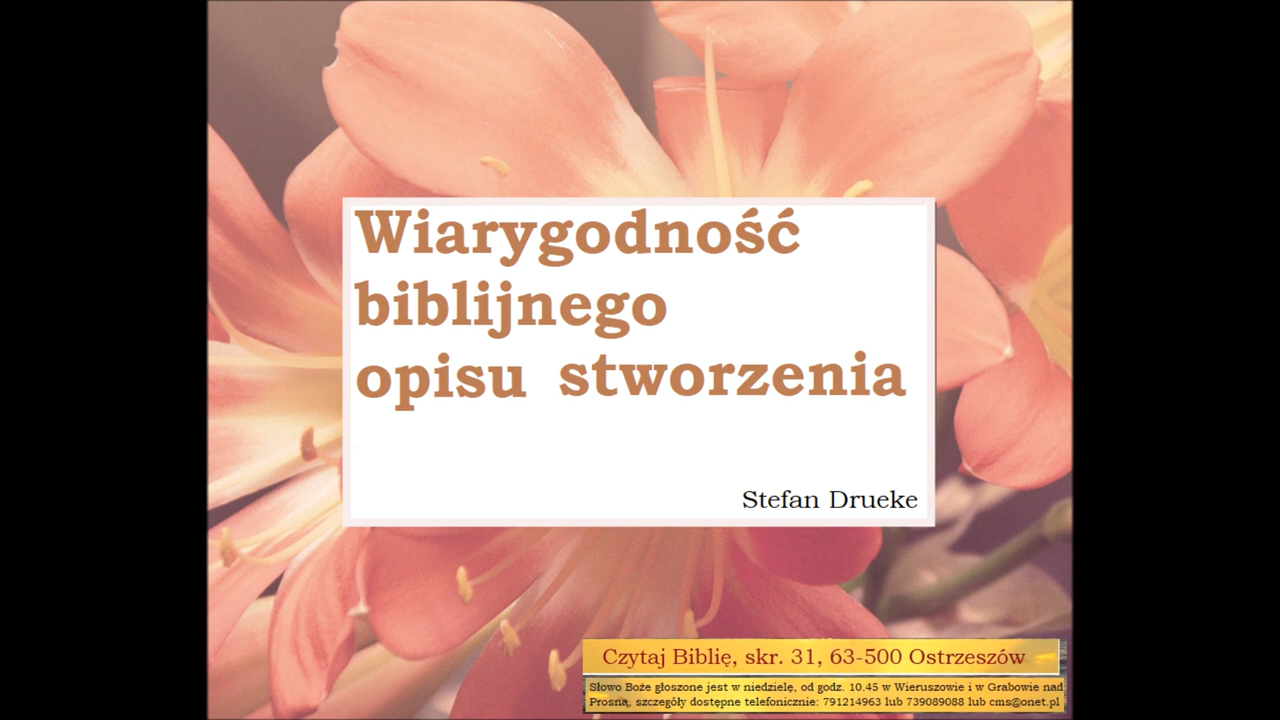 Wiarygodność
biblijnego
opisu stworzenia
Stefan Drueke
Czytaj Biblię, skr. 31, 63-500 Ostrzeszów
Słowo Boże głoszone jest w niedzielę, od godz. 10.45 w Wieruszowie i w Grabowie nad
Prosną, szczegóły dostępne telefonicznie: 791214963 lub 739089088 lub cms@onet.pl